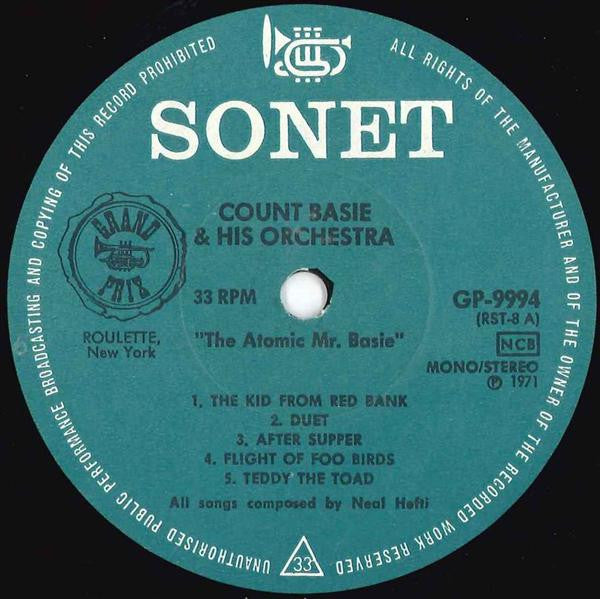 SONET
COUNT BASIE
& HIS ORCHESTRA
GRAND
PRIX
ROULETTE,
New York
33 RPM
GP-9994
(RST-8 A)
NCB
MONO/STEREO
℗ 1971
"The Atomic Mr. Basie"
1. THE KID FROM RED BANK
2. DUET
3. AFTER SUPPER
4. FLIGHT OF FOO BIRDS
5. TEDDY THE TOAD
All songs composed by Neal Hefti
33
ALL RIGHTS OF THE MANUFACTURER AND OF THE OWNER OF THE RECORDED WORK RESERVED
UNAUTHORISED PUBLIC PERFORMANCE BROADCASTING AND COPYING OF THIS RECORD PROHIBITED